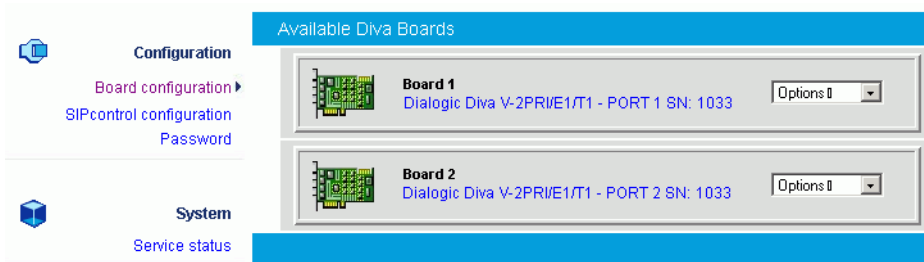 Configuration
Board configuration
SIPcontrol configuration
Password
System
Service status
Available Diva Boards
Board 1
Dialogic Diva V-2PRI/E1/T1 - PORT 1 SN: 1033
Options
Board 2
Dialogic Diva V-2PRI/E1/T1 - PORT 2 SN: 1033
Options